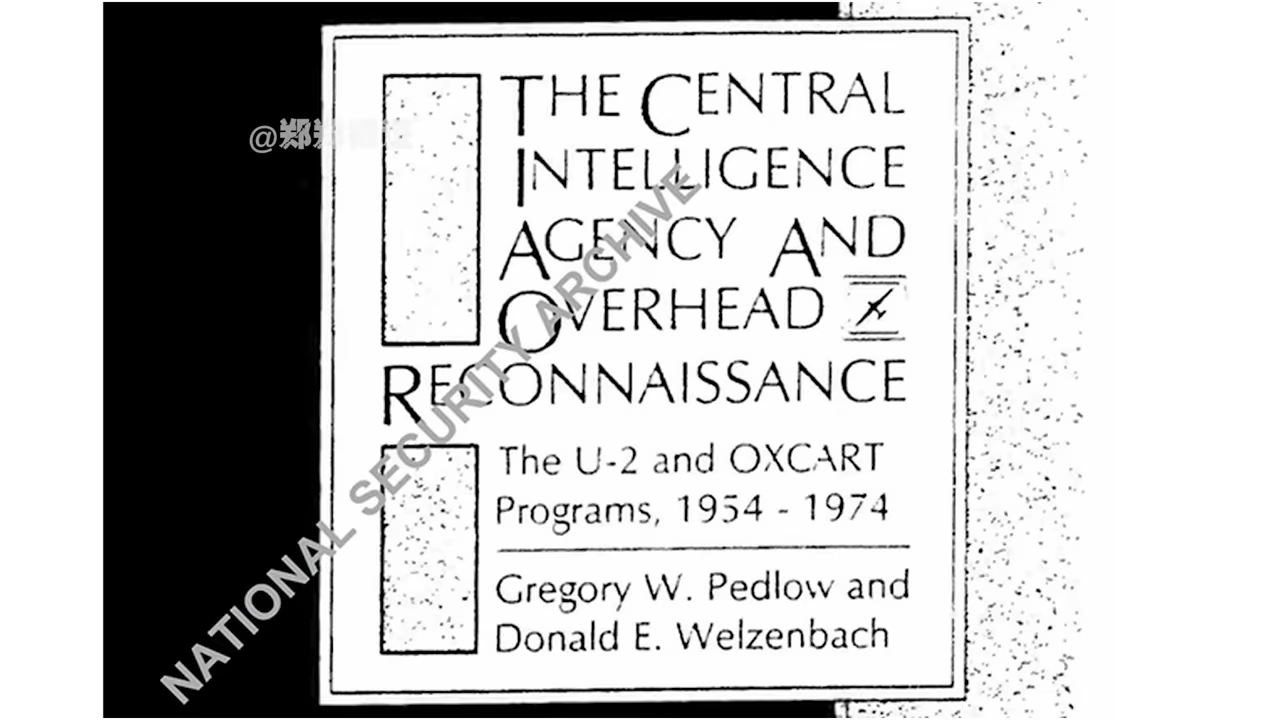 THE CENTRAL
INTELLIGENCE
AGENCY AND
OVERHEAD
RECONNAISSANCE
The U-2 and OXCART
Programs, 1954 - 1974
Gregory W. Pedlow and
Donald E. Welzenbach
NATIONAL SECURITY ARCHIVE
@郑